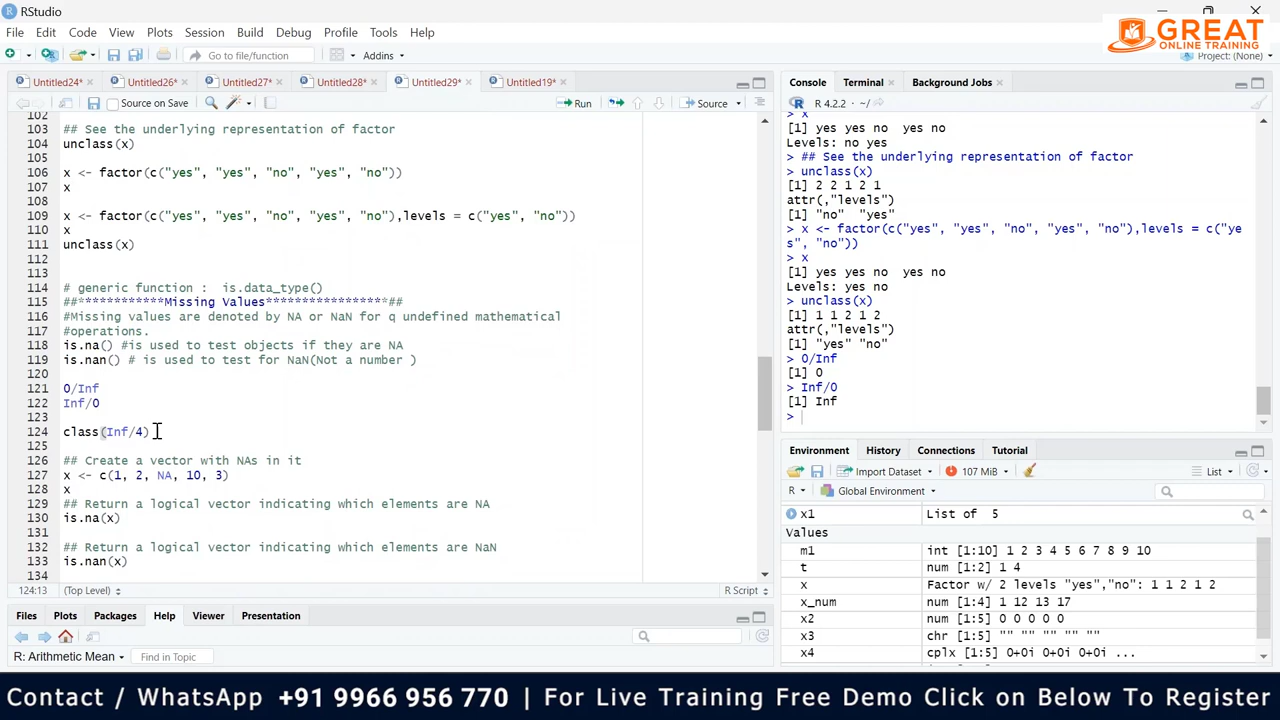 RStudio
File Edit Code View Plots Session Build Debug Profile Tools Help
GREAT
ONLINE TRAINING
Go to file/function Addins
Project: (None)
Untitled24* Untitled26* Untitled27* Untitled28* Untitled29* Untitled19*
Source on Save Run Source
102
103 ## See the underlying representation of factor
104 unclass(x)
105
106 x <- factor(c("yes", "yes", "no", "yes", "no"))
107 x
108
109 x <- factor(c("yes", "yes", "no", "yes", "no"),levels = c("yes", "no"))
110 x
111 unclass(x)
112
113
114 # generic function :  is.data_type()
115 ##************Missing Values****************##
116 #Missing values are denoted by NA or NaN for q undefined mathematical
117 #operations.
118 is.na() #is used to test objects if they are NA
119 is.nan() # is used to test for NaN(Not a number )
120
121 0/Inf
122 Inf/0
123
124 class(Inf/4)
125
126 ## Create a vector with NAs in it
127 x <- c(1, 2, NA, 10, 3)
128 x
129 ## Return a logical vector indicating which elements are NA
130 is.na(x)
131
132 ## Return a logical vector indicating which elements are NaN
133 is.nan(x)
134
124:13 (Top Level) R Script
Files Plots Packages Help Viewer Presentation
R: Arithmetic Mean Find in Topic
Console Terminal Background Jobs
R 4.2.2 · ~/
> x
[1] yes yes no  yes no
Levels: no yes
> ## See the underlying representation of factor
> unclass(x)
[1] 2 2 1 2 1
attr(,"levels")
[1] "no"  "yes"
> x <- factor(c("yes", "yes", "no", "yes", "no"),levels = c("ye
s", "no"))
> x
[1] yes yes no  yes no
Levels: yes no
> unclass(x)
[1] 1 1 2 1 2
attr(,"levels")
[1] "yes" "no"
> 0/Inf
[1] 0
> Inf/0
[1] Inf
>
Environment History Connections Tutorial
Import Dataset 107 MiB List
R Global Environment
x1 List of  5
Values
m1 int [1:10] 1 2 3 4 5 6 7 8 9 10
t num [1:2] 1 4
x Factor w/ 2 levels "yes","no": 1 1 2 1 2
x_num num [1:4] 1 12 13 17
x2 num [1:5] 0 0 0 0 0
x3 chr [1:5] "" "" "" "" ""
x4 cplx [1:5] 0+0i 0+0i 0+0i ...
Contact / WhatsApp +91 9966 956 770 | For Live Training Free Demo Click on Below To Register